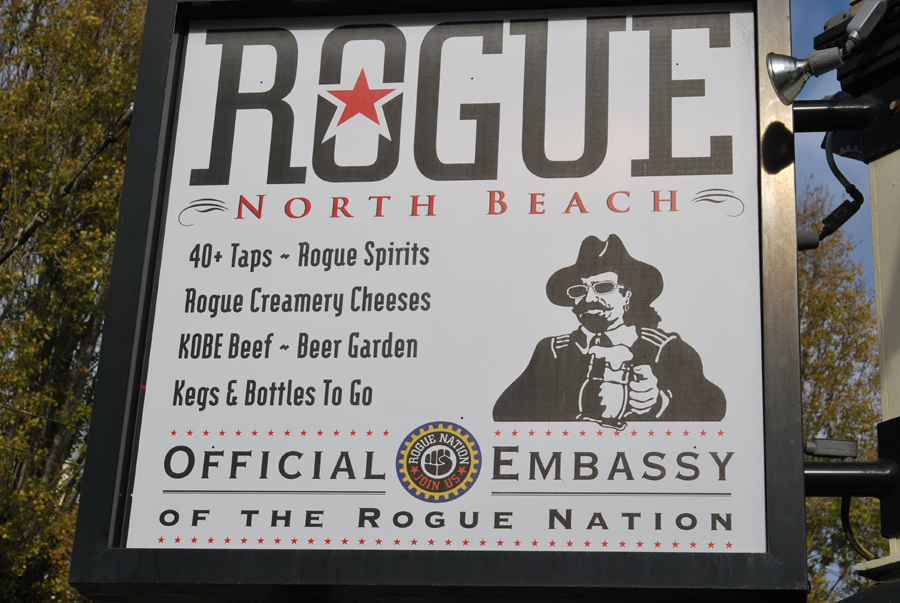 ROGUE
NORTH BEACH
40+ Taps ~ Rogue Spirits
Rogue Creamery Cheeses
KOBE Beef ~ Beer Garden
Kegs & Bottles To Go
OFFICIAL EMBASSY
ROGUE NATION
JOIN US
OF THE ROGUE NATION